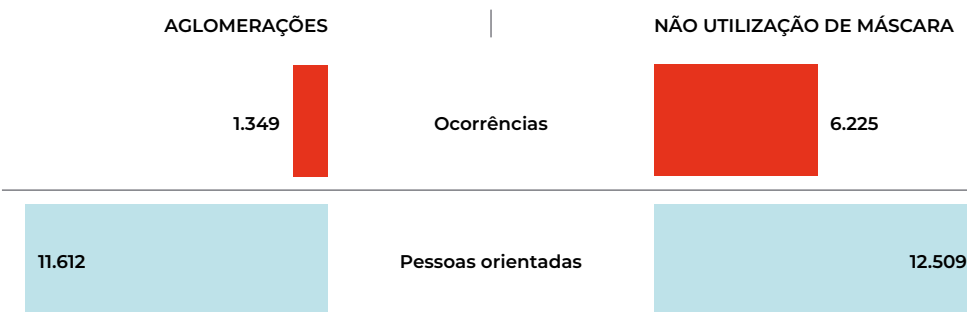 AGLOMERAÇÕES
NÃO UTILIZAÇÃO DE MÁSCARA
1.349
Ocorrências
6.225
11.612
Pessoas orientadas
12.509